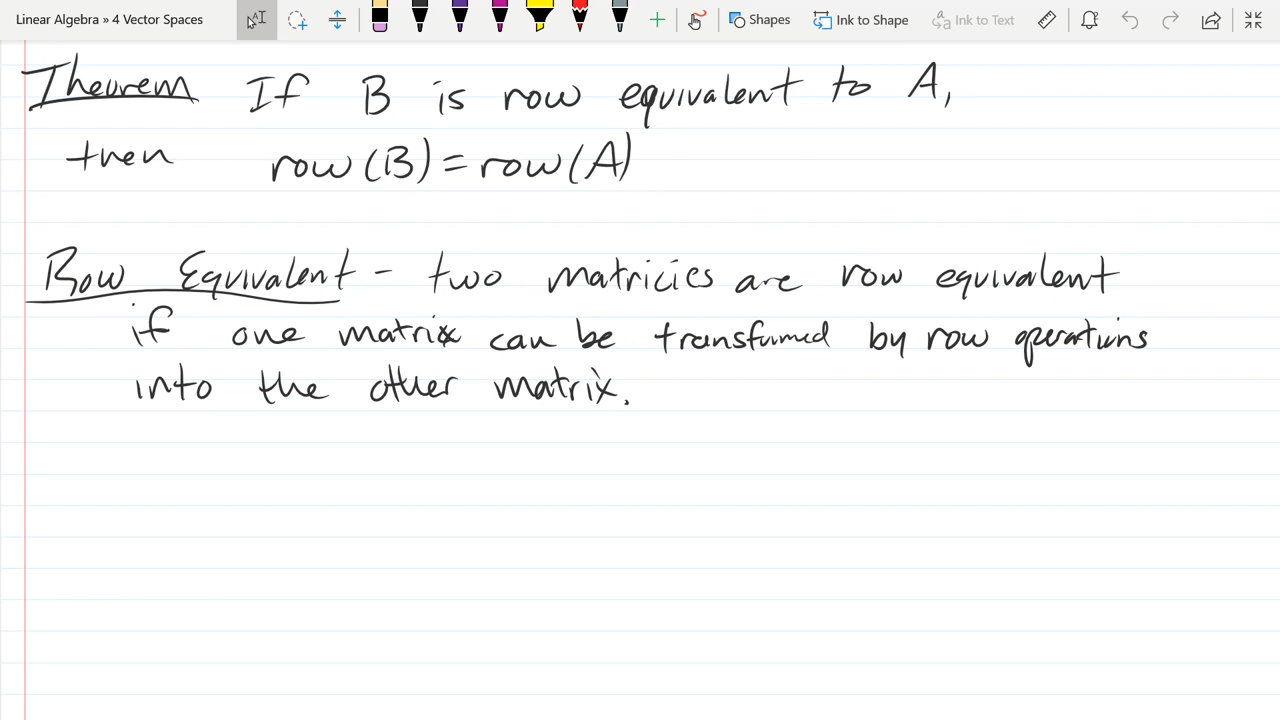 Linear Algebra » 4 Vector Spaces
Shapes
Ink to Shape
Ink to Text
Theorem If B is row equivalent to A,
then row(B) = row(A)
Row Equivalent - two matricies are row equivalent
if one matrix can be transfurmed by row operations
into the other matrix.